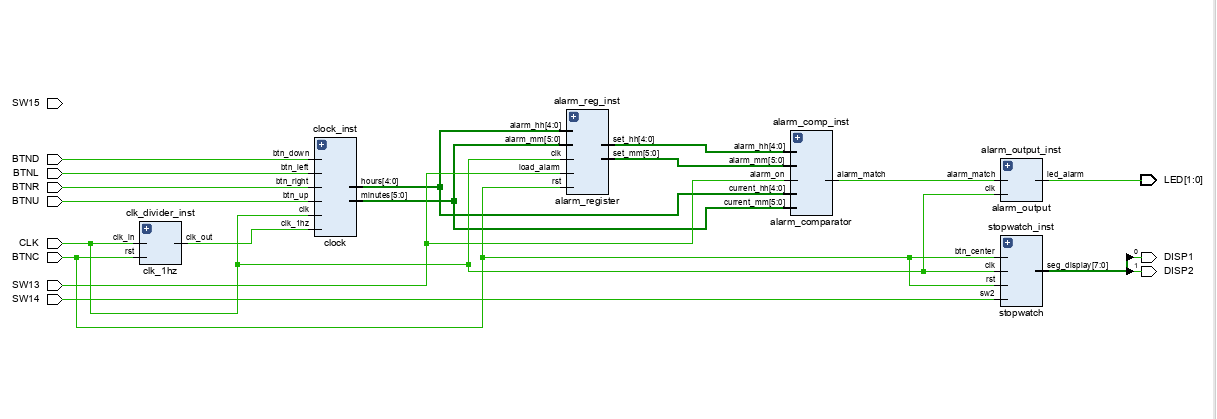 SW15
BTND
BTNL
BTNR
BTNU
CLK
BTNC
SW13
SW14
clk_divider_inst
clk_in
rst
clk_out
clk_1hz
clock_inst
btn_down
btn_left
btn_right
btn_up
clk
clk_1hz
hours[4:0]
minutes[5:0]
clock
alarm_reg_inst
alarm_hh[4:0]
alarm_mm[5:0]
clk
load_alarm
rst
set_hh[4:0]
set_mm[5:0]
alarm_register
alarm_comp_inst
alarm_hh[4:0]
alarm_mm[5:0]
alarm_on
current_hh[4:0]
current_mm[5:0]
alarm_match
alarm_comparator
alarm_output_inst
alarm_match
clk
led_alarm
alarm_output
stopwatch_inst
btn_center
clk
rst
sw2
seg_display[7:0]
stopwatch
LED[1:0]
0
DISP1
1
DISP2